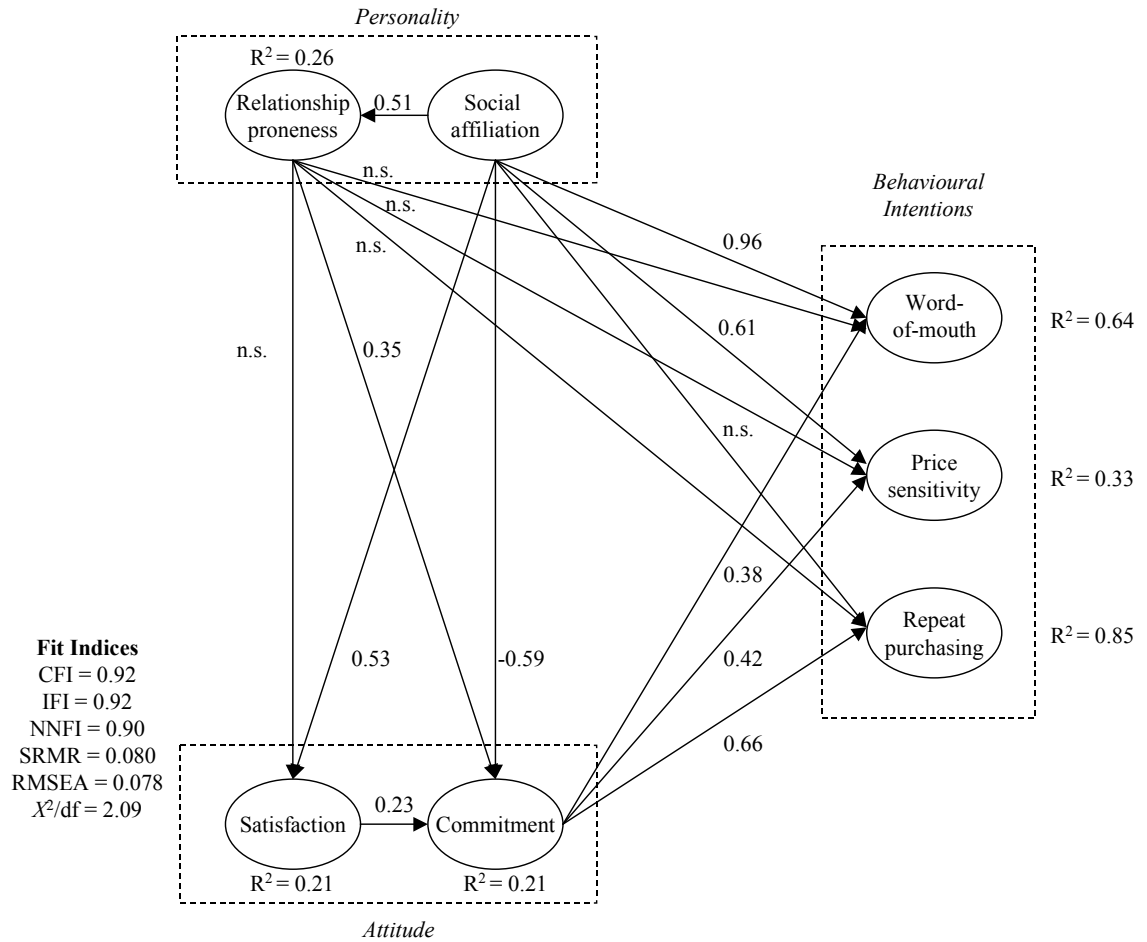 Personality
R² = 0.26
Relationship
proneness
0.51
Social
affiliation
n.s.
n.s.
n.s.
Behavioural
Intentions
0.96
Word-
of-mouth
R² = 0.64
n.s.
0.35
0.61
n.s.
Price
sensitivity
R² = 0.33
0.38
Repeat
purchasing
R² = 0.85
0.53
-0.59
0.42
0.66
Fit Indices
CFI = 0.92
IFI = 0.92
NNFI = 0.90
SRMR = 0.080
RMSEA = 0.078
X²/df = 2.09
Satisfaction
0.23
Commitment
R² = 0.21
R² = 0.21
Attitude